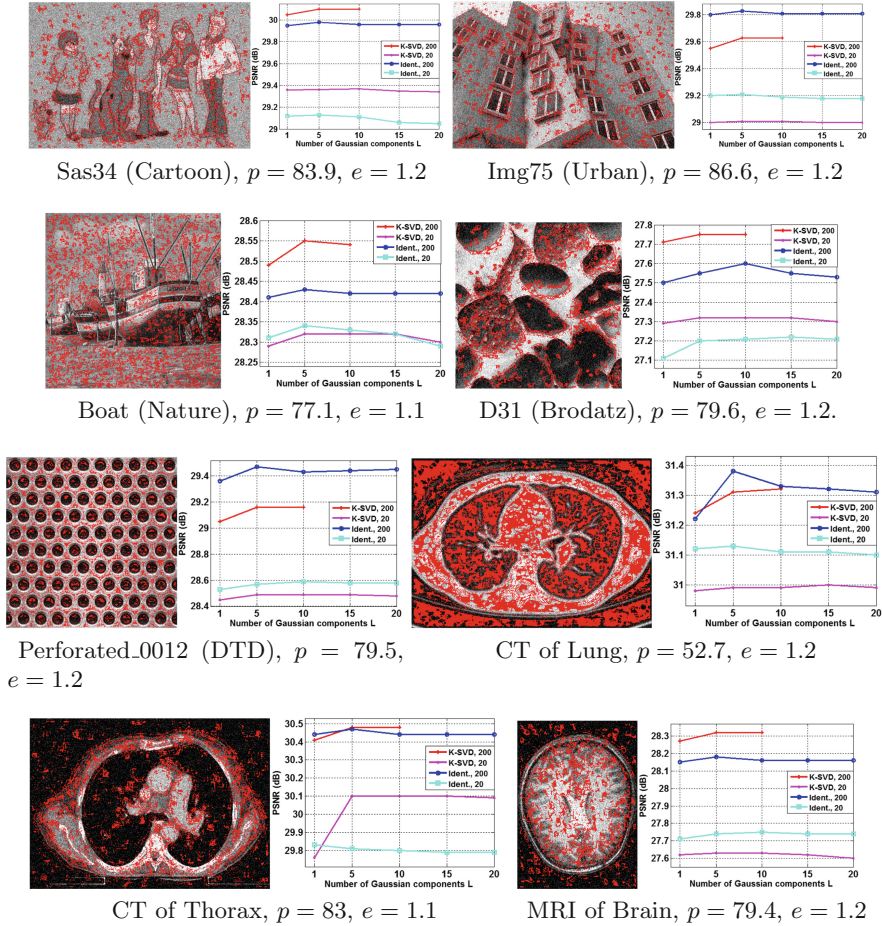 30
29.8
29.6
29.4
29.2
29
PSNR (dB)
1 5 10 15 20
Number of Gaussian components L
K-SVD, 200
K-SVD, 20
Ident., 200
Ident., 20
29.8
29.6
29.4
29.2
29
PSNR (dB)
1 5 10 15 20
Number of Gaussian components L
K-SVD, 200
K-SVD, 20
Ident., 200
Ident., 20
Sas34 (Cartoon), p = 83.9, e = 1.2
Img75 (Urban), p = 86.6, e = 1.2
28.6
28.55
28.5
28.45
28.4
28.35
28.3
28.25
PSNR (dB)
1 5 10 15 20
Number of Gaussian components L
K-SVD, 200
K-SVD, 20
Ident., 200
Ident., 20
27.8
27.7
27.6
27.5
27.4
27.3
27.2
27.1
PSNR (dB)
1 5 10 15 20
Number of Gaussian components L
K-SVD, 200
K-SVD, 20
Ident., 200
Ident., 20
Boat (Nature), p = 77.1, e = 1.1
D31 (Brodatz), p = 79.6, e = 1.2.
29.4
29.2
29
28.8
28.6
28.4
PSNR (dB)
1 5 10 15 20
Number of Gaussian components L
K-SVD, 200
K-SVD, 20
Ident., 200
Ident., 20
31.4
31.3
31.2
31.1
31
PSNR (dB)
1 5 10 15 20
Number of Gaussian components L
K-SVD, 200
K-SVD, 20
Ident., 200
Ident., 20
Perforated_0012 (DTD), p = 79.5,
e = 1.2
CT of Lung, p = 52.7, e = 1.2
30.5
30.4
30.3
30.2
30.1
30
29.9
29.8
PSNR (dB)
1 5 10 15 20
Number of Gaussian components L
K-SVD, 200
K-SVD, 20
Ident., 200
Ident., 20
28.3
28.2
28.1
28
27.9
27.8
27.7
27.6
PSNR (dB)
1 5 10 15 20
Number of Gaussian components L
K-SVD, 200
K-SVD, 20
Ident., 200
Ident., 20
CT of Thorax, p = 83, e = 1.1
MRI of Brain, p = 79.4, e = 1.2